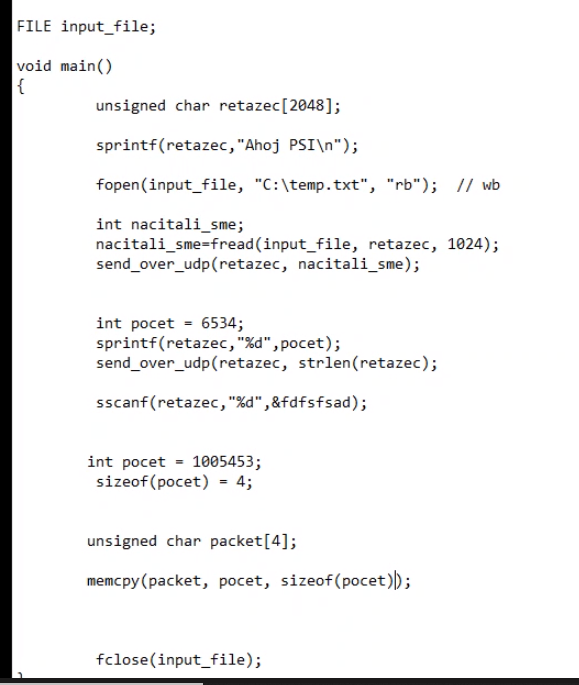 FILE input_file;
void main()
{
unsigned char retazec[2048];
sprintf(retazec,"Ahoj PSI\n");
fopen(input_file, "C:\temp.txt", "rb");  // wb
int nacitali_sme;
nacitali_sme=fread(input_file, retazec, 1024);
send_over_udp(retazec, nacitali_sme);
int pocet = 6534;
sprintf(retazec,"%d",pocet);
send_over_udp(retazec, strlen(retazec);
sscanf(retazec,"%d",&fdfsfsad);
int pocet = 1005453;
sizeof(pocet) = 4;
unsigned char packet[4];
memcpy(packet, pocet, sizeof(pocet));
fclose(input_file);
}